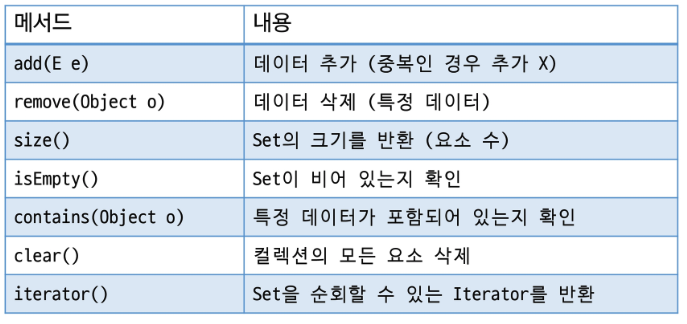 메서드 내용
add(E e) 데이터 추가 (중복인 경우 추가 X)
remove(Object o) 데이터 삭제 (특정 데이터)
size() Set의 크기를 반환 (요소 수)
isEmpty() Set이 비어 있는지 확인
contains(Object o) 특정 데이터가 포함되어 있는지 확인
clear() 컬렉션의 모든 요소 삭제
iterator() Set을 순회할 수 있는 Iterator를 반환